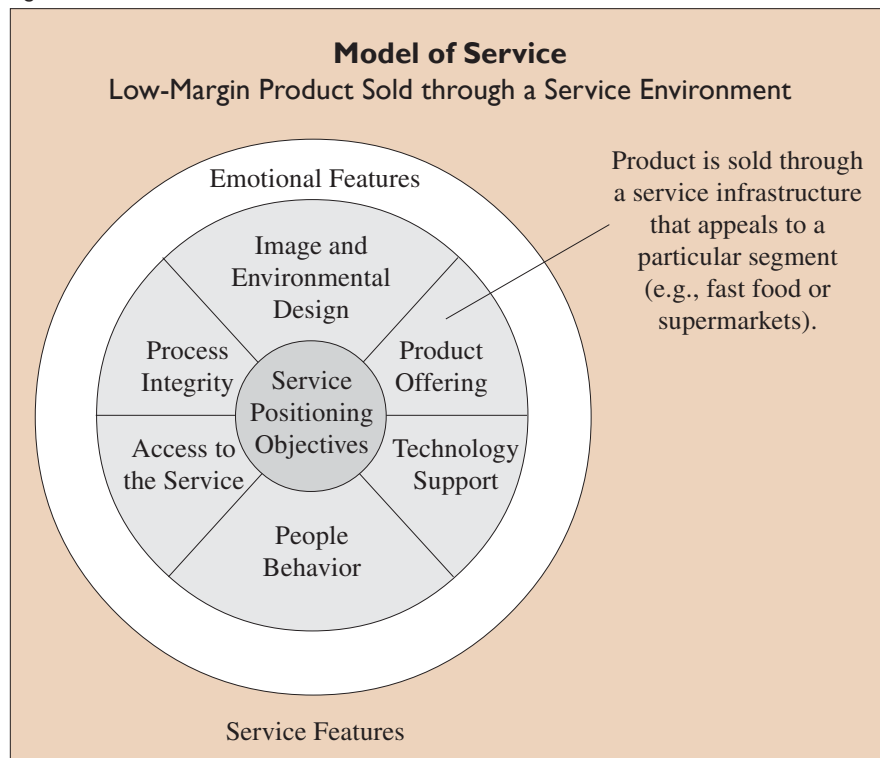 Model of Service
Low-Margin Product Sold through a Service Environment
Emotional Features
Product is sold through
a service infrastructure
that appeals to a
particular segment
(e.g., fast food or
supermarkets).
Image and
Environmental
Design
Process
Integrity
Product
Offering
Service
Positioning
Objectives
Access to
the Service
Technology
Support
People
Behavior
Service Features